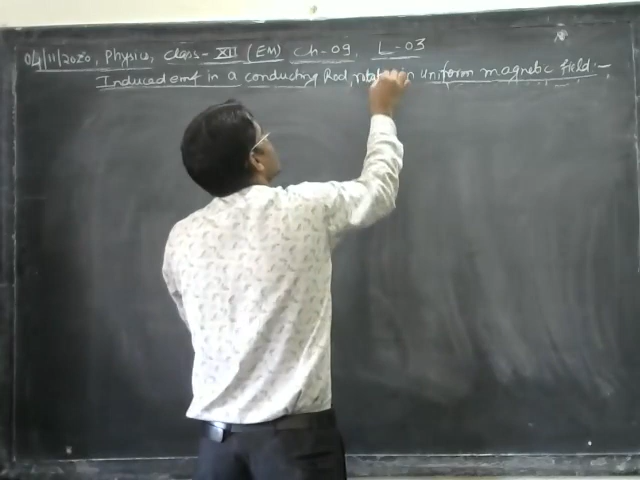 04/11/2020, Physics, Class- XII (EM) Ch-09, L-03
Induced emf in a conducting Rod, in uniform magnetic field :-